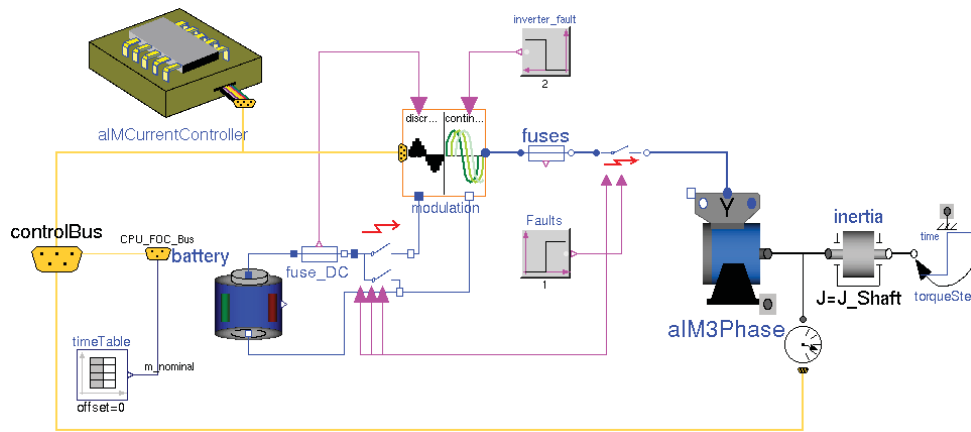 inverter_fault
2
aIMCurrentController
discr...
contin...
fuses
modulation
Y
controlBus
CPU_FOC_Bus
battery
fuse_DC
Faults
1
inertia
time
J=J_Shaft
torqueSte
aIM3Phase
timeTable
m_nominal
offset=0